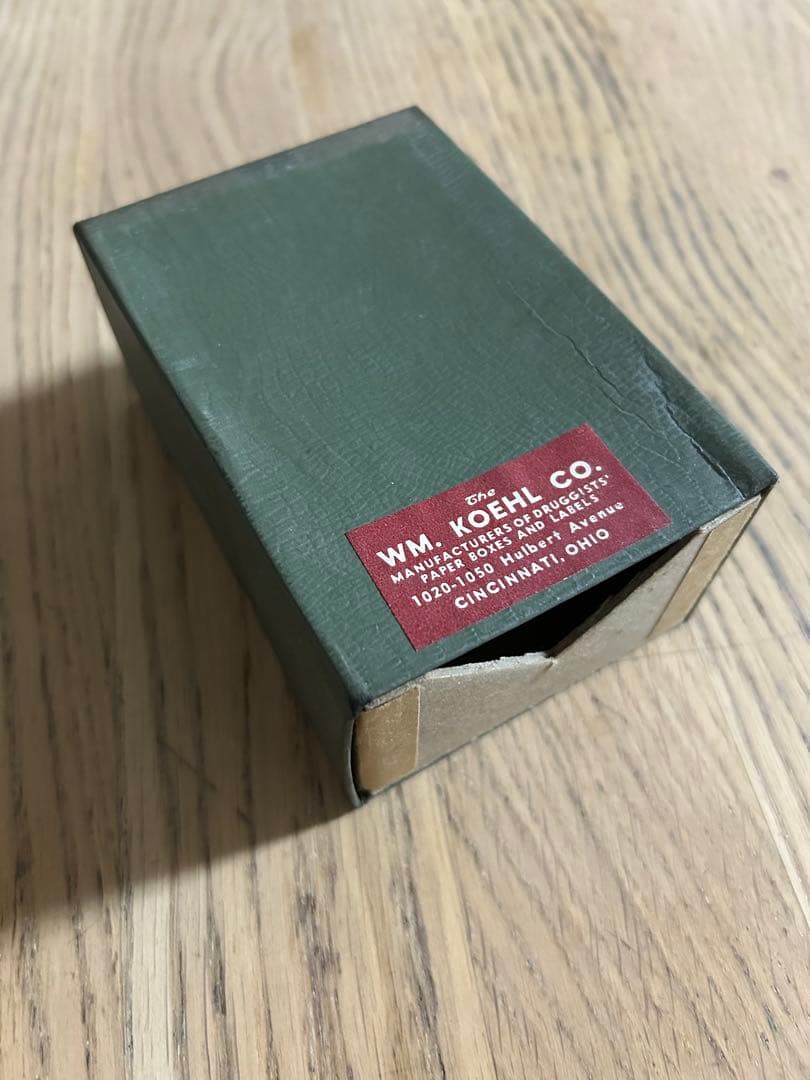 The
WM. KOEHL CO.
MANUFACTURERS OF DRUGGISTS'
PAPER BOXES AND LABELS
1020-1050 Hulbert Avenue
CINCINNATI, OHIO